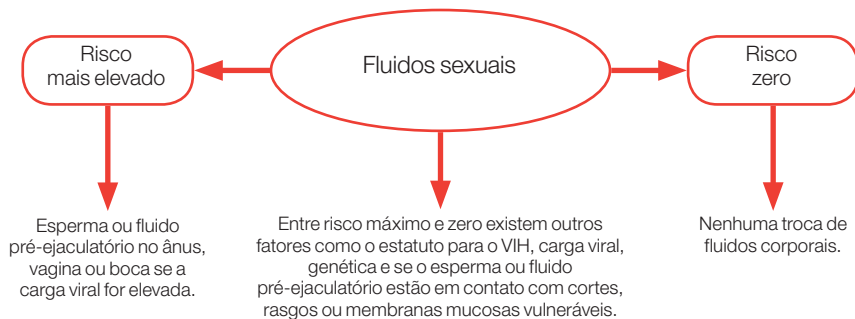 Risco
mais elevado
Fluidos sexuais
Risco
zero
Esperma ou fluido
pré-ejaculatório no ânus,
vagina ou boca se a
carga viral for elevada.
Entre risco máximo e zero existem outros
fatores como o estatuto para o VIH, carga viral,
genética e se o esperma ou fluido
pré-ejaculatório estão em contato com cortes,
rasgos ou membranas mucosas vulneráveis.
Nenhuma troca de
fluidos corporais.